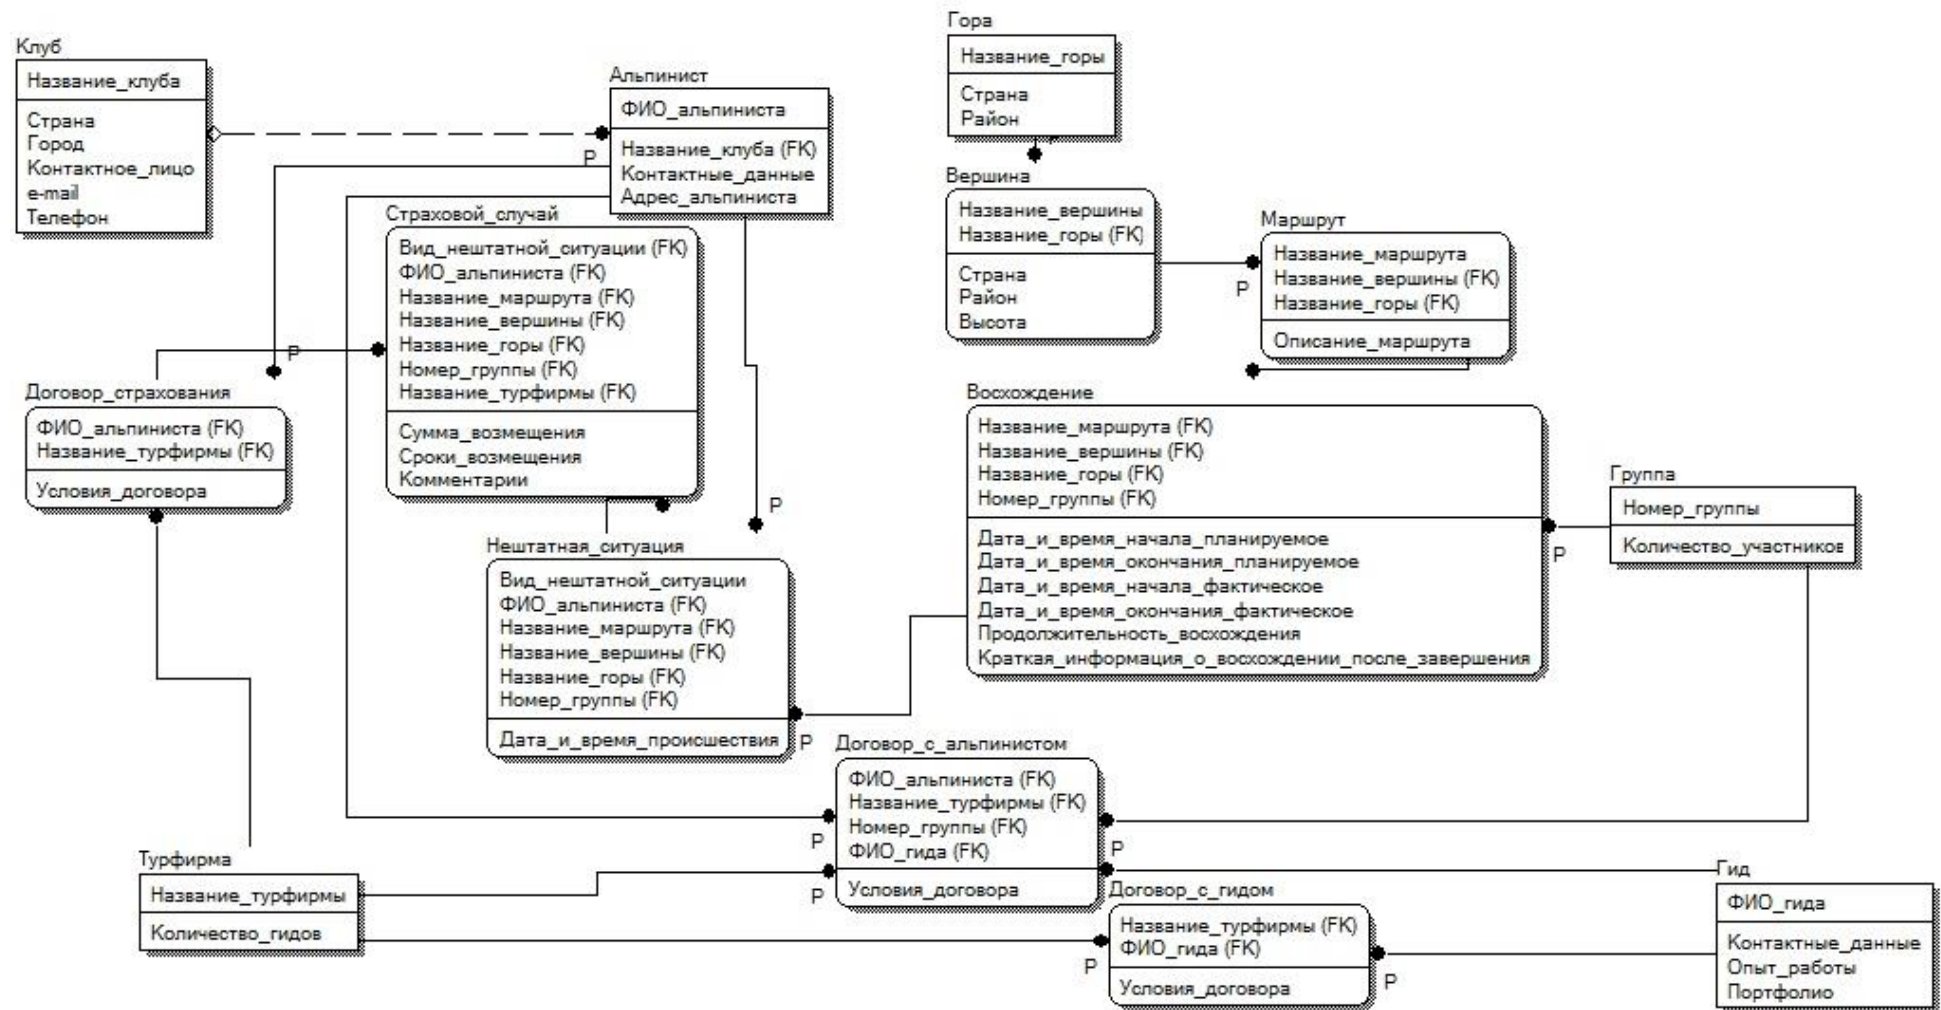 Клуб
Название_клуба
Страна
Город
Контактное_лицо
e-mail
Телефон
Альпинист
ФИО_альпиниста
Название_клуба (FK)
Контактные_данные
Адрес_альпиниста
P
Гора
Название_горы
Страна
Район
Вершина
Название_вершины
Название_горы (FK)
Страна
Район
Высота
P
Маршрут
Название_маршрута
Название_вершины (FK)
Название_горы (FK)
Описание_маршрута
Страховой_случай
Вид_нештатной_ситуации (FK)
ФИО_альпиниста (FK)
Название_маршрута (FK)
Название_вершины (FK)
Название_горы (FK)
Номер_группы (FK)
Название_турфирмы (FK)
Сумма_возмещения
Сроки_возмещения
Комментарии
P
Договор_страхования
ФИО_альпиниста (FK)
Название_турфирмы (FK)
Условия_договора
P
Нештатная_ситуация
Вид_нештатной_ситуации
ФИО_альпиниста (FK)
Название_маршрута (FK)
Название_вершины (FK)
Название_горы (FK)
Номер_группы (FK)
Дата_и_время_происшествия
P
Восхождение
Название_маршрута (FK)
Название_вершины (FK)
Название_горы (FK)
Номер_группы (FK)
Дата_и_время_начала_планируемое
Дата_и_время_окончания_планируемое
Дата_и_время_начала_фактическое
Дата_и_время_окончания_фактическое
Продолжительность_восхождения
Краткая_информация_о_восхождении_после_завершения
P
Группа
Номер_группы
Количество_участников
Договор_с_альпинистом
ФИО_альпиниста (FK)
Название_турфирмы (FK)
Номер_группы (FK)
ФИО_гида (FK)
Условия_договора
P
P
P
Турфирма
Название_турфирмы
Количество_гидов
Договор_с_гидом
Название_турфирмы (FK)
ФИО_гида (FK)
Условия_договора
P
P
Гид
ФИО_гида
Контактные_данные
Опыт_работы
Портфолио